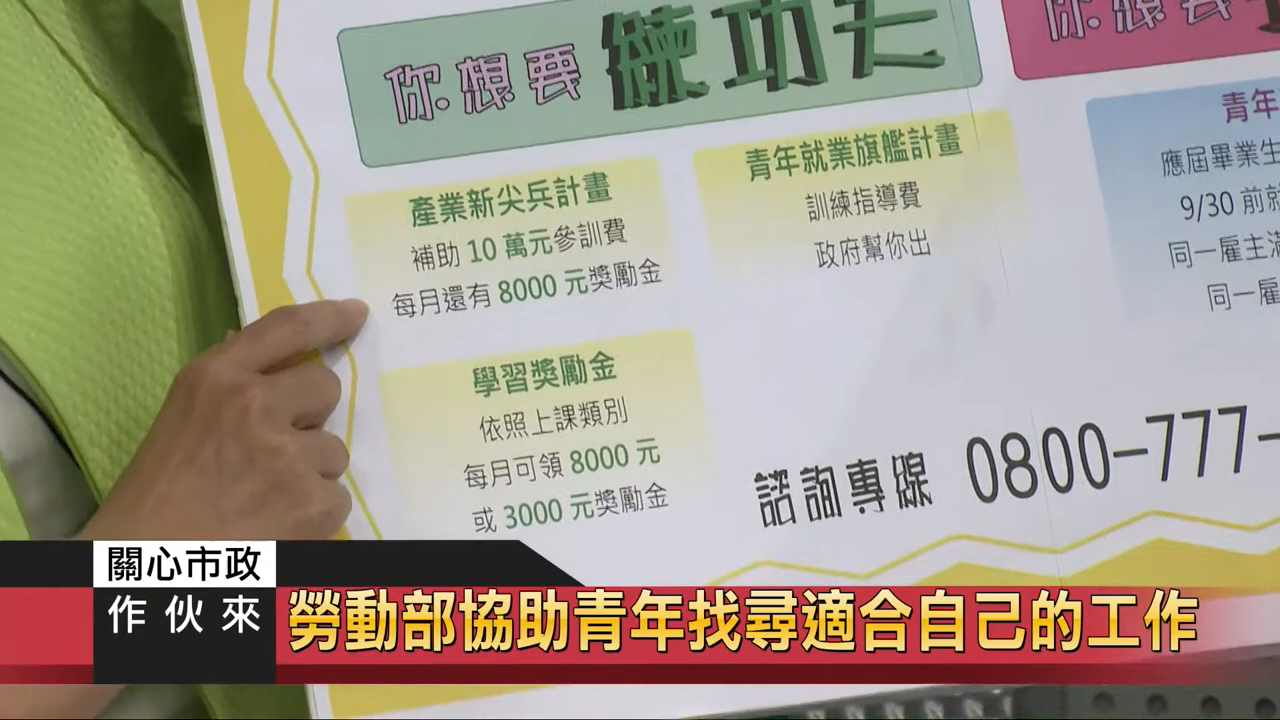 你想要 練功夫
你想要
產業新尖兵計畫
補助 10 萬元參訓費
每月還有 8000 元獎勵金
青年就業旗艦計畫
訓練指導費
政府幫你出
青年
應屆畢業生
9/30 前就
同一雇主滿
同一雇
學習獎勵金
依照上課類別
每月可領 8000 元
或 3000 元獎勵金
諮詢專線 0800-777-
關心市政
作伙來
勞動部協助青年找尋適合自己的工作